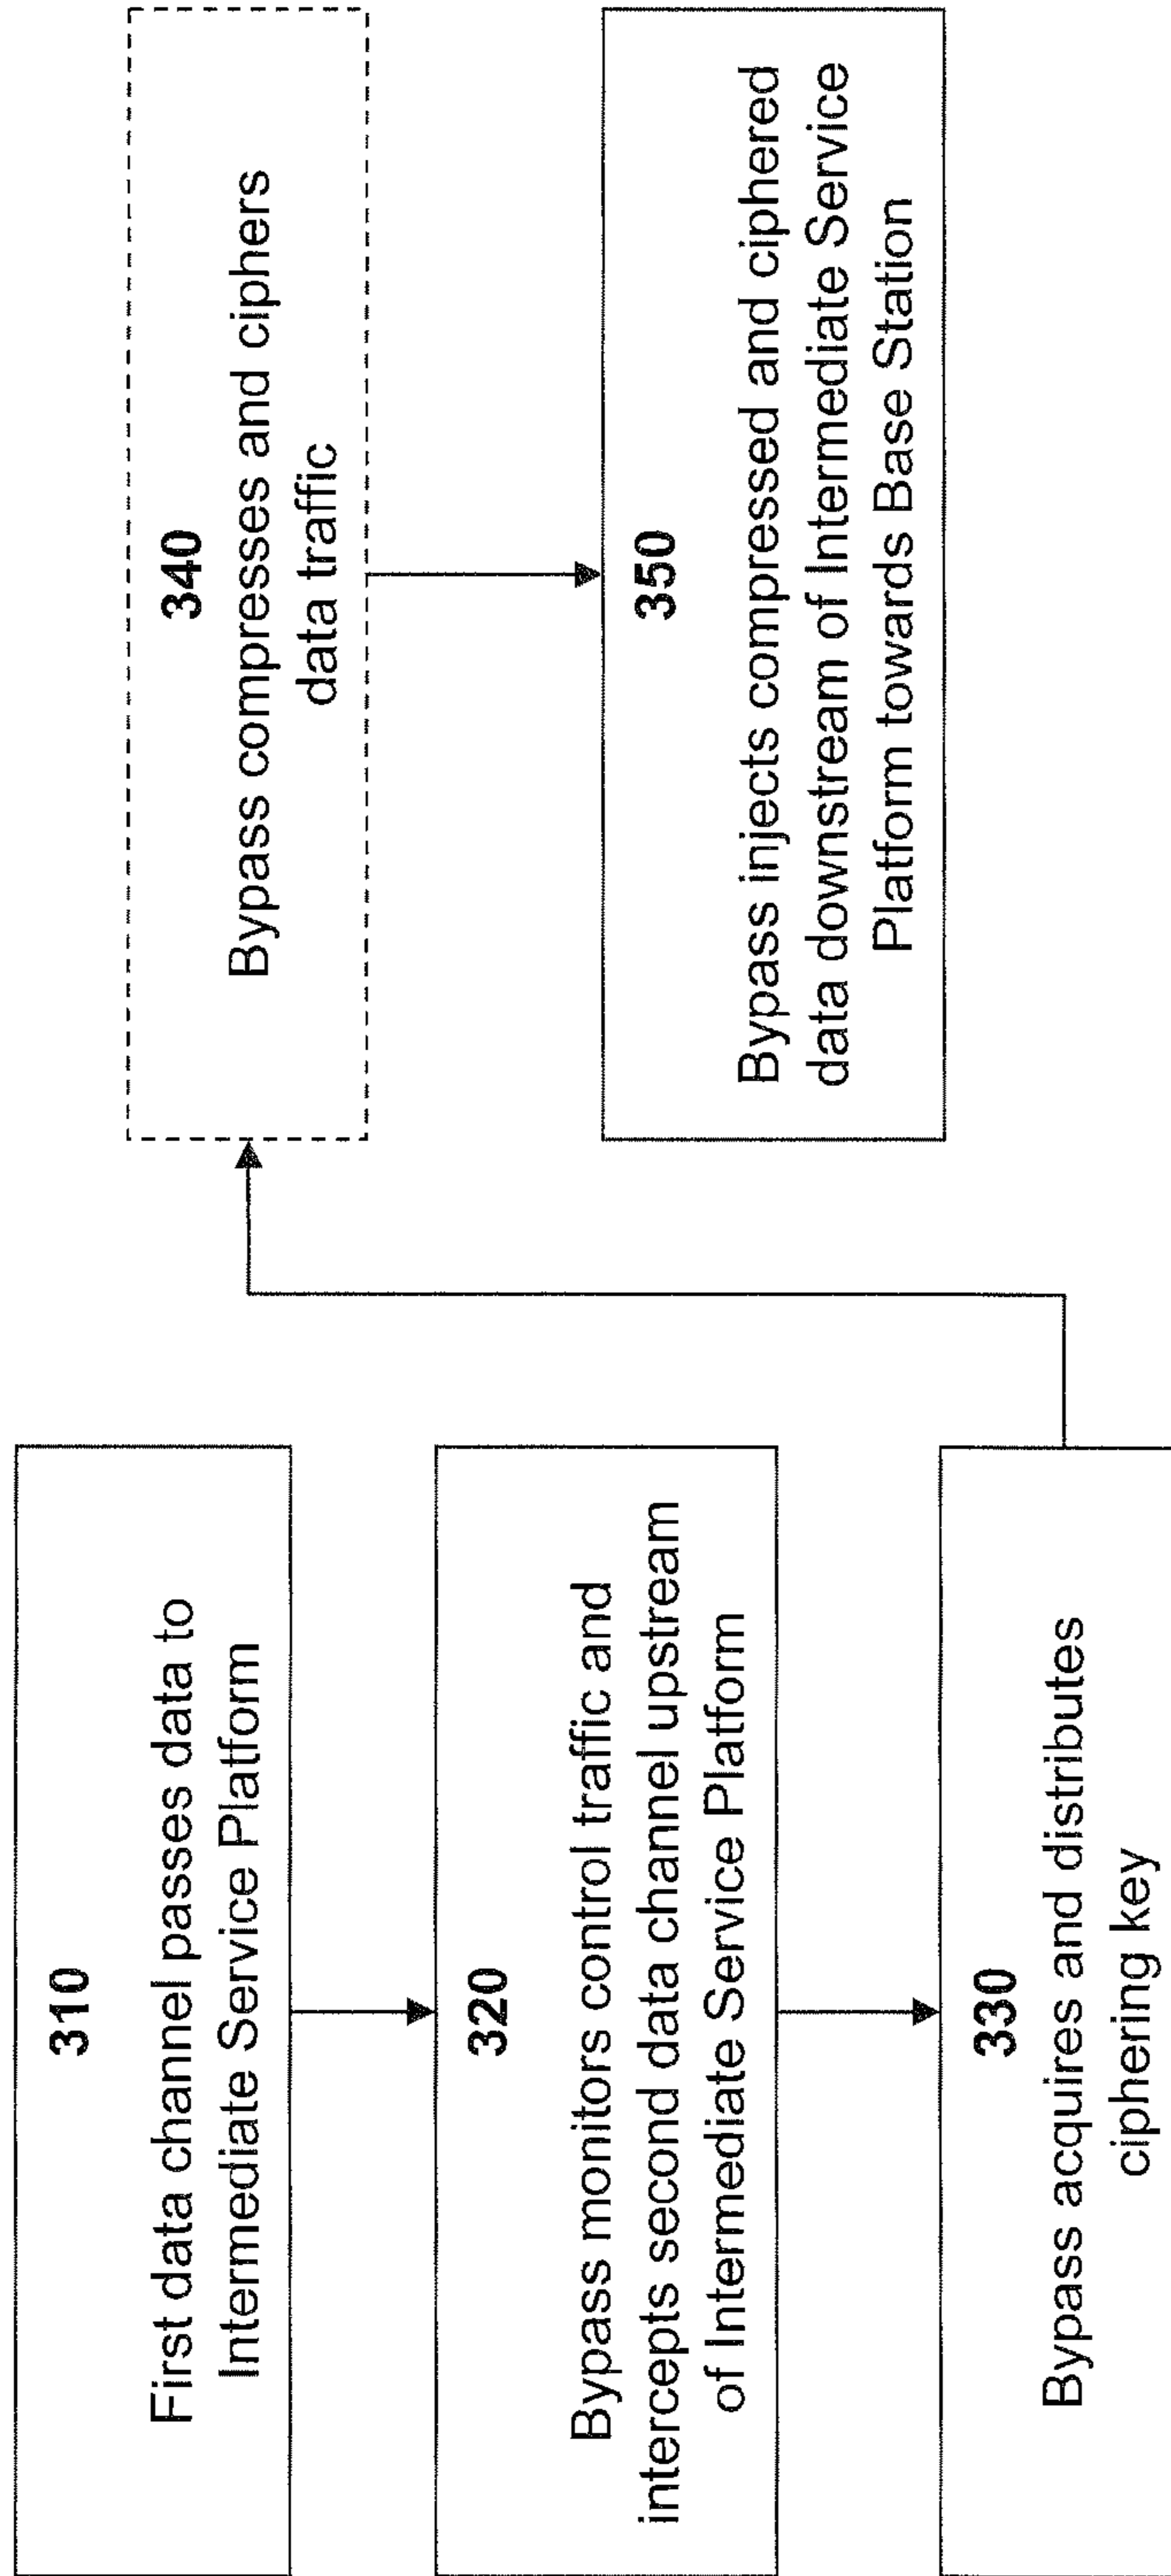 310
First data channel passes data to
Intermediate Service Platform
320
Bypass monitors control traffic and
intercepts second data channel upstream
of Intermediate Service Platform
330
Bypass acquires and distributes
ciphering key
340
Bypass compresses and ciphers
data traffic
350
Bypass injects compressed and ciphered
data downstream of Intermediate Service
Platform towards Base Station